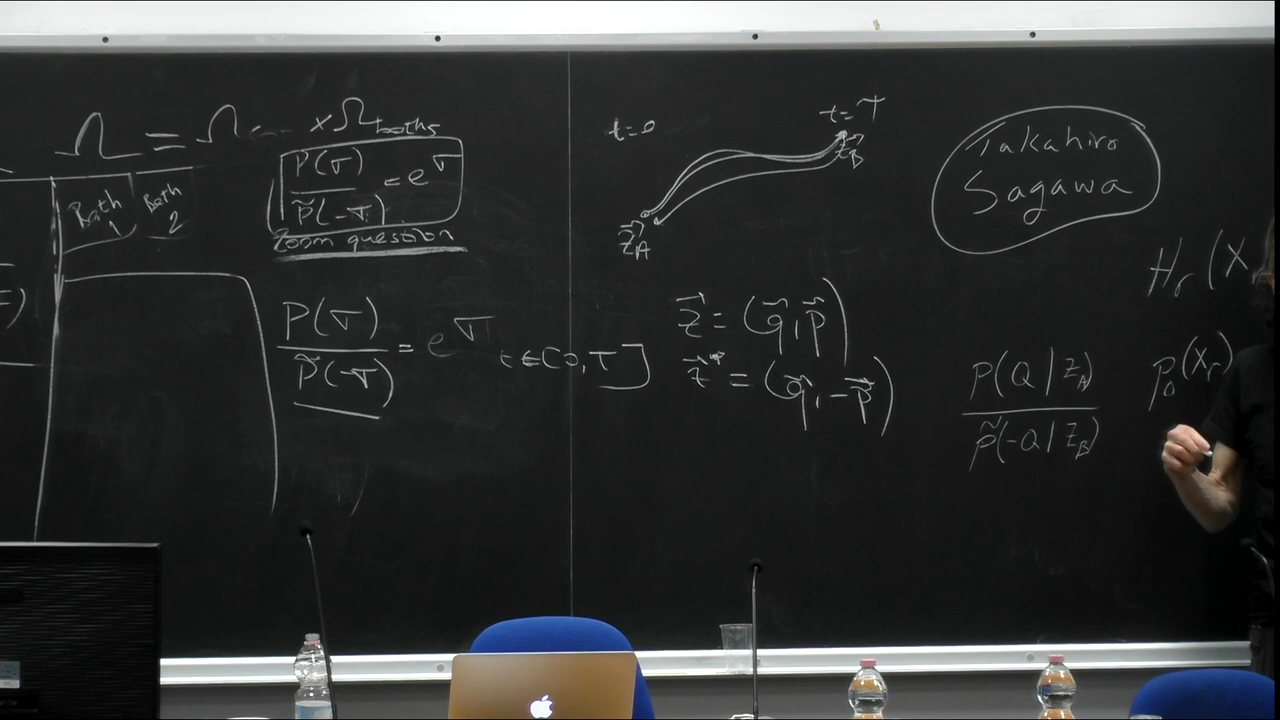 Ω = Ω -- × Ω baths
Bath 1
Bath 2
P(σ) / P̃(-σ) = e^σ
Zoom question
P(σ) / P̃(-σ) = e^σ
t ∈ [0,T]
t=0
t=T
z⃗_A
z⃗_B
z⃗ = (q⃗, p⃗)
z⃗* = (q⃗, -p⃗)
Takahiro
Sagawa
P(Q | z_A) / P̃(-Q | z_B)
H_r(X
p_0(X_r)